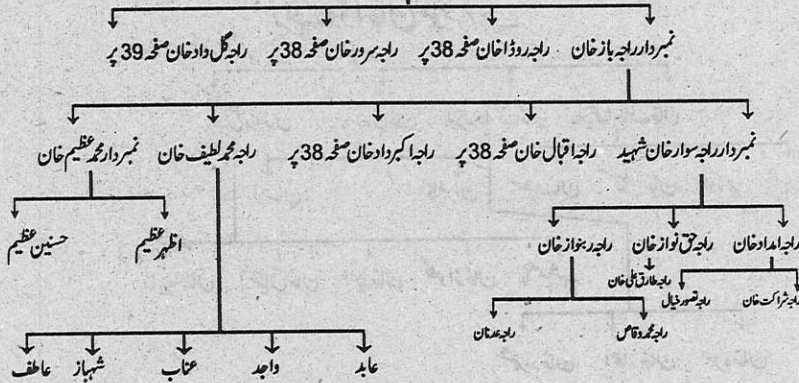 نمبردار راجہ باز خان راجہ روڈا خان صفحہ 38 پر راجہ سرور خان صفحہ 38 پر راجہ گل داد خان صفحہ 39 پر
نمبردار راجہ سوار خان شہید راجہ اقبال خان صفحہ 38 پر راجہ اکبر داد خان صفحہ 38 پر راجہ محمد لطیف خان نمبردار محمد عظیم خان
راجہ امداد خان راجہ حق نواز خان راجہ ربنواز خان اظہر عظیم حسنین عظیم
راجہ طارق علی خان
راجہ شراکت خان راجہ تصور خیال
راجہ محمد وقاص راجہ عدنان
عابد واجد عناب شہباز عاطف